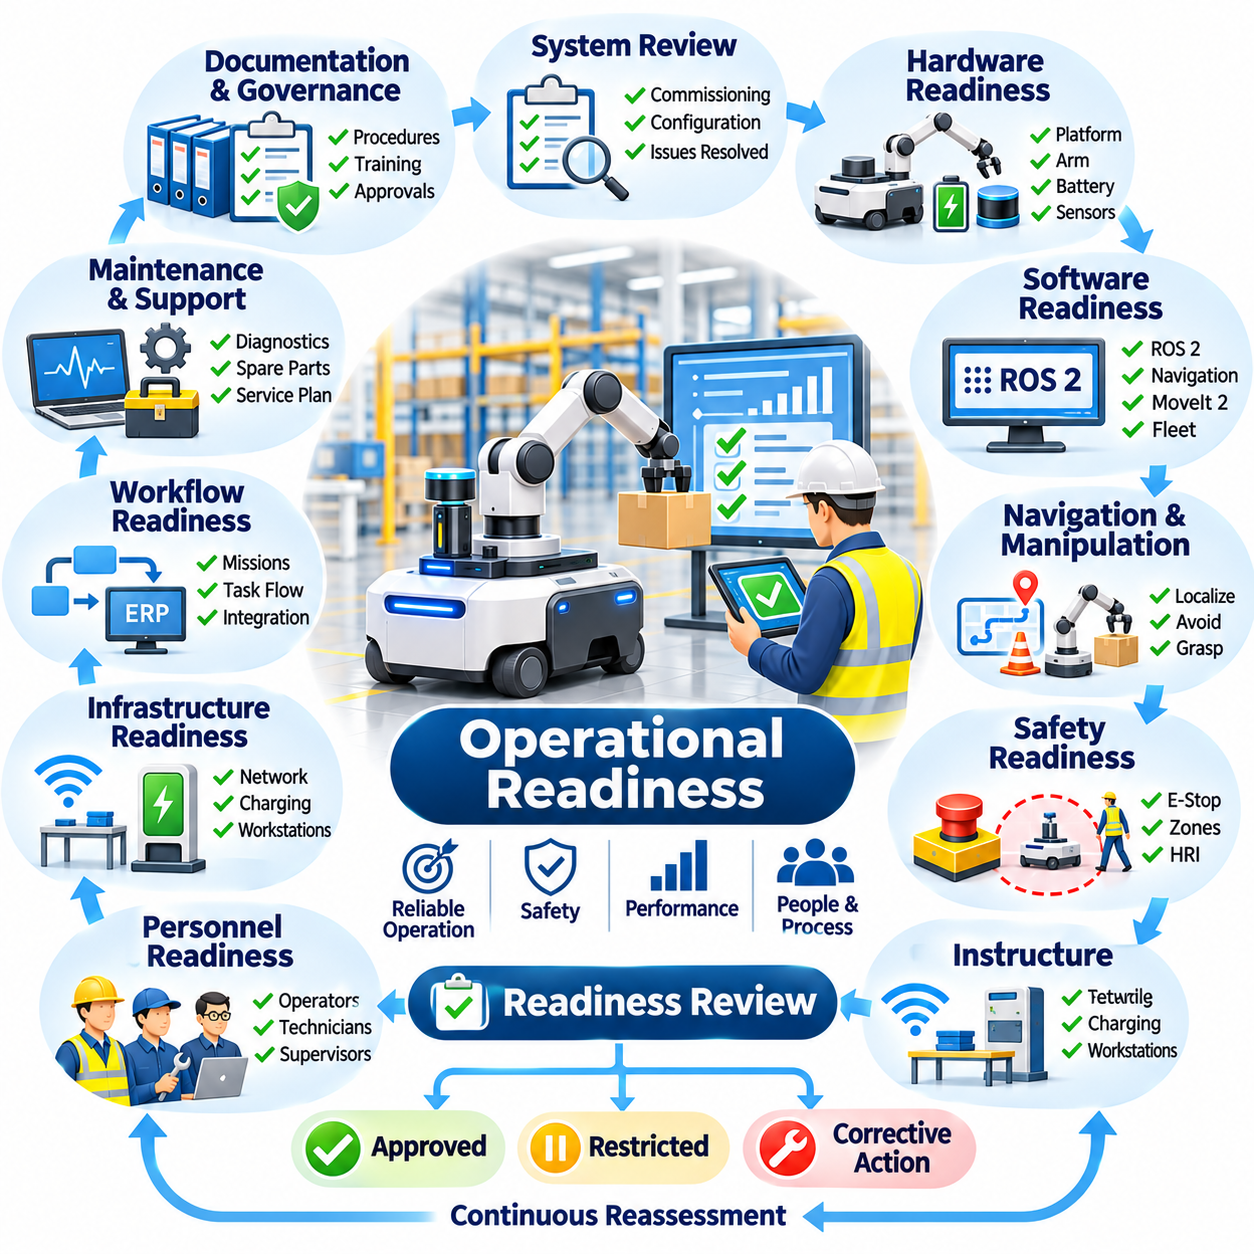 Documentation
& Governance
Procedures
Training
Approvals
System Review
Commissioning
Configuration
Issues Resolved
Hardware
Readiness
Platform
Arm
Battery
Sensors
Software
Readiness
ROS 2
ROS 2
Navigation
MoveIt 2
Fleet
Navigation &
Manipulation
Localize
Avoid
Grasp
Safety
Readiness
E-Stop
Zones
HRI
Instructure
Charging
Workstations
Maintenance
& Support
Diagnostics
Spare Parts
Service Plan
Workflow
Readiness
ERP
Missions
Task Flow
Integration
Infrastructure
Readiness
Network
Charging
Workstations
Personnel
Readiness
Operators
Technicians
Supervisors
Operational
Readiness
Reliable
Operation
Safety
Performance
People &
Process
Readiness Review
Approved
Restricted
Corrective
Action
Continuous Reassessment